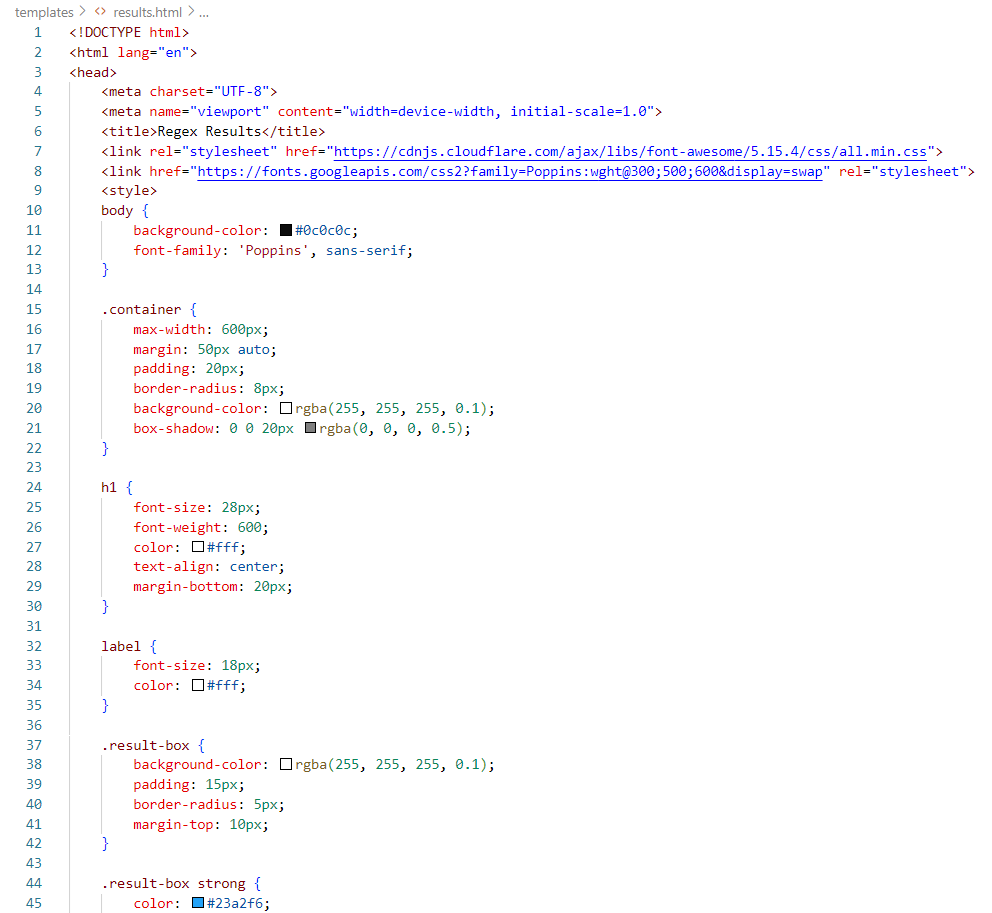 templates > <> results.html > ...
1 <!DOCTYPE html>
2 <html lang="en">
3 <head>
4     <meta charset="UTF-8">
5     <meta name="viewport" content="width=device-width, initial-scale=1.0">
6     <title>Regex Results</title>
7     <link rel="stylesheet" href="https://cdnjs.cloudflare.com/ajax/libs/font-awesome/5.15.4/css/all.min.css">
8     <link href="https://fonts.googleapis.com/css2?family=Poppins:wght@300;500;600&display=swap" rel="stylesheet">
9     <style>
10     body {
11         background-color: #0c0c0c;
12         font-family: 'Poppins', sans-serif;
13     }
14
15     .container {
16         max-width: 600px;
17         margin: 50px auto;
18         padding: 20px;
19         border-radius: 8px;
20         background-color: rgba(255, 255, 255, 0.1);
21         box-shadow: 0 0 20px rgba(0, 0, 0, 0.5);
22     }
23
24     h1 {
25         font-size: 28px;
26         font-weight: 600;
27         color: #fff;
28         text-align: center;
29         margin-bottom: 20px;
30     }
31
32     label {
33         font-size: 18px;
34         color: #fff;
35     }
36
37     .result-box {
38         background-color: rgba(255, 255, 255, 0.1);
39         padding: 15px;
40         border-radius: 5px;
41         margin-top: 10px;
42     }
43
44     .result-box strong {
45         color: #23a2f6;